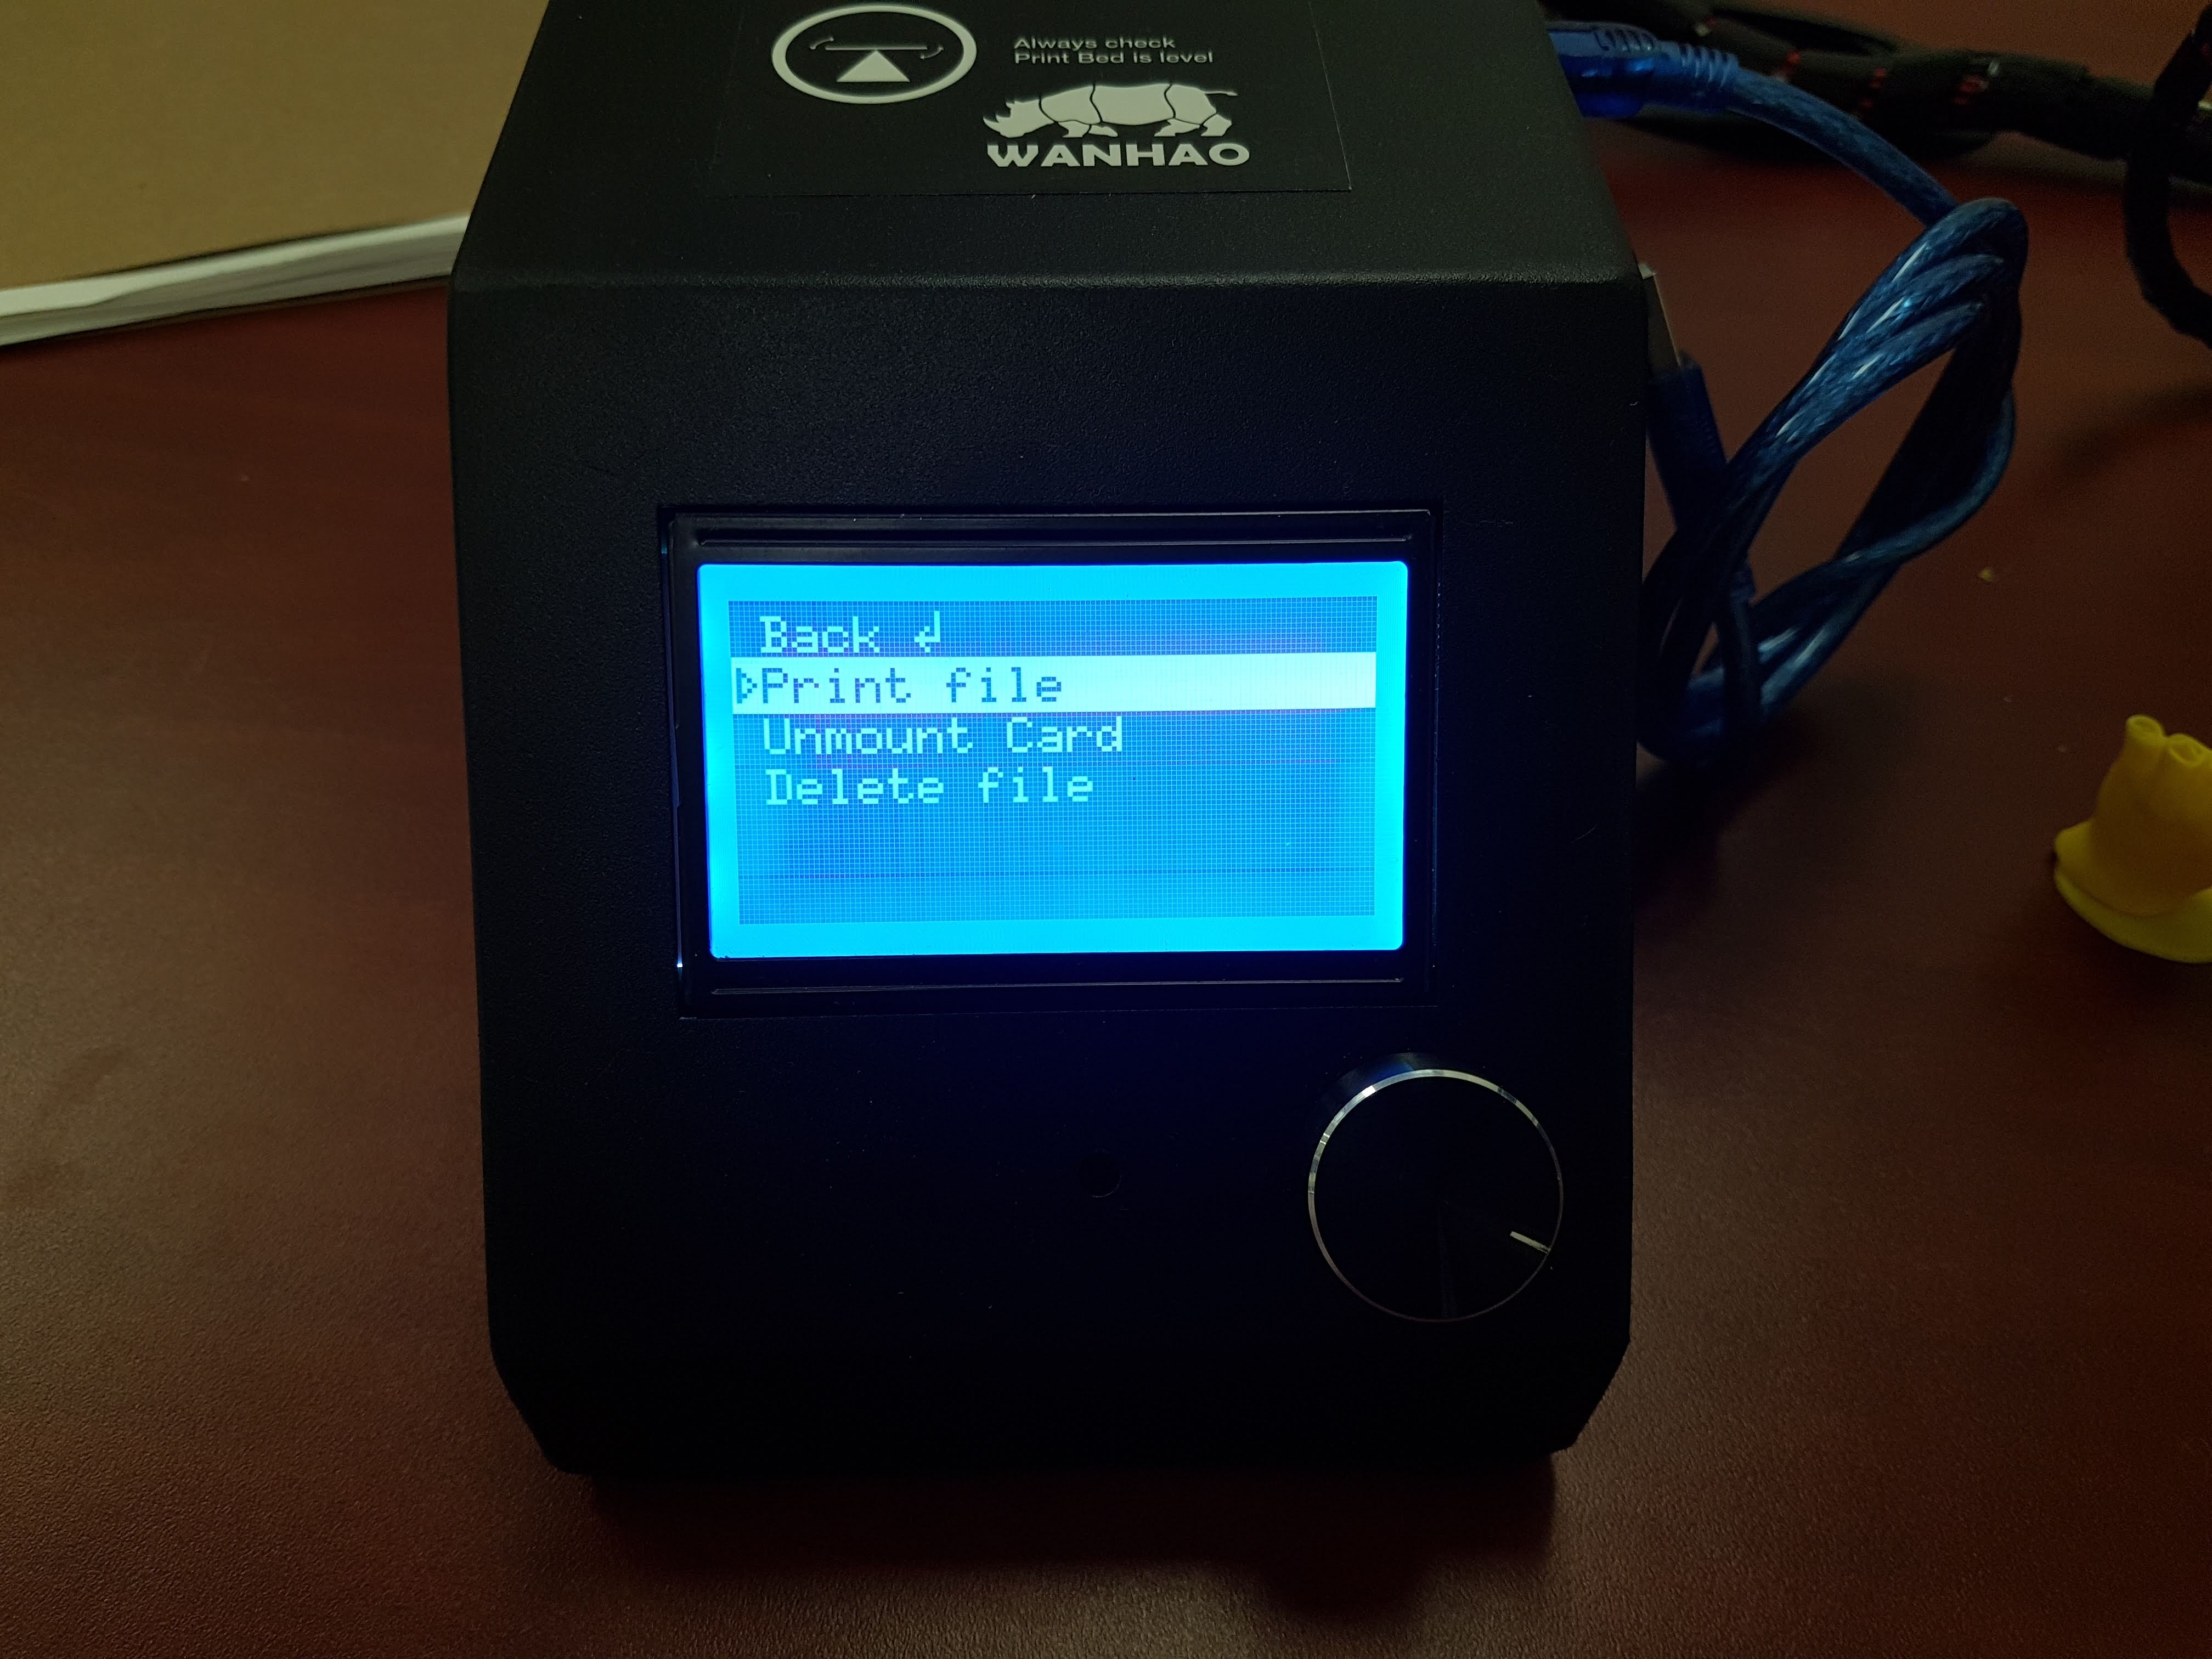 Always check
Print Bed is level
WANHAO
Back ↲
▷Print file
Unmount Card
Delete file